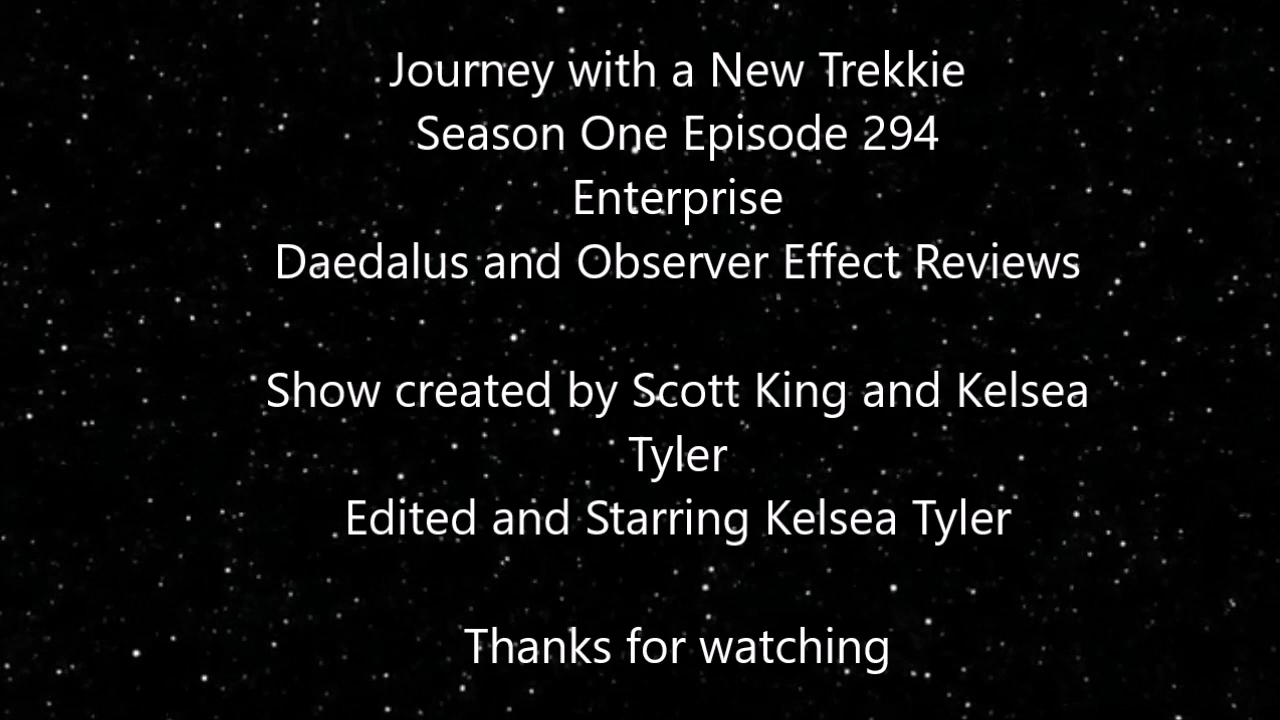 Journey with a New Trekkie
Season One Episode 294
Enterprise
Daedalus and Observer Effect Reviews
Show created by Scott King and Kelsea
Tyler
Edited and Starring Kelsea Tyler
Thanks for watching